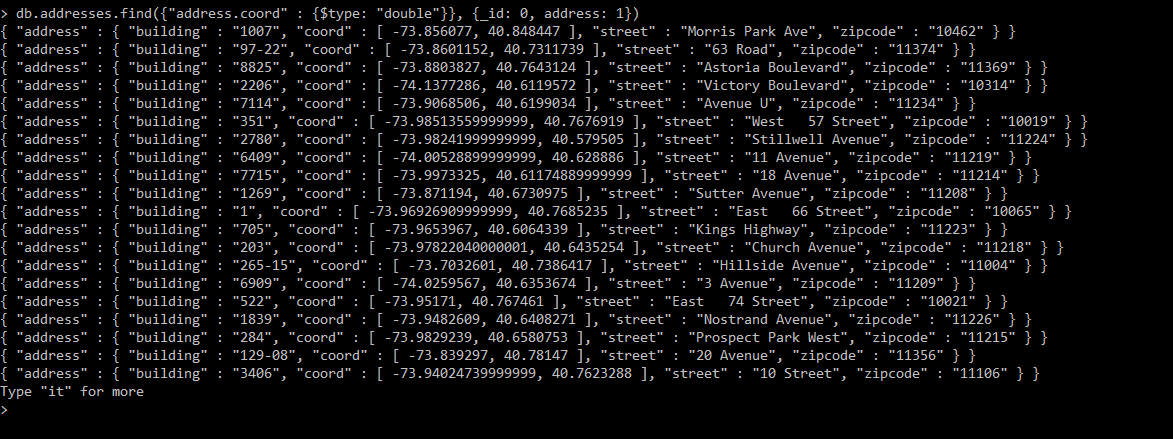 > db.addresses.find({"address.coord" : {$type: "double"}}, {_id: 0, address: 1})
{ "address" : { "building" : "1007", "coord" : [ -73.856077, 40.848447 ], "street" : "Morris Park Ave", "zipcode" : "10462" } }
{ "address" : { "building" : "97-22", "coord" : [ -73.8601152, 40.7311739 ], "street" : "63 Road", "zipcode" : "11374" } }
{ "address" : { "building" : "8825", "coord" : [ -73.8803827, 40.7643124 ], "street" : "Astoria Boulevard", "zipcode" : "11369" } }
{ "address" : { "building" : "2206", "coord" : [ -74.1377286, 40.6119572 ], "street" : "Victory Boulevard", "zipcode" : "10314" } }
{ "address" : { "building" : "7114", "coord" : [ -73.9068506, 40.6199034 ], "street" : "Avenue U", "zipcode" : "11234" } }
{ "address" : { "building" : "351", "coord" : [ -73.98513559999999, 40.7676919 ], "street" : "West   57 Street", "zipcode" : "10019" } }
{ "address" : { "building" : "2780", "coord" : [ -73.98241999999999, 40.579505 ], "street" : "Stillwell Avenue", "zipcode" : "11224" } }
{ "address" : { "building" : "6409", "coord" : [ -74.00528899999999, 40.628886 ], "street" : "11 Avenue", "zipcode" : "11219" } }
{ "address" : { "building" : "7715", "coord" : [ -73.9973325, 40.61174889999999 ], "street" : "18 Avenue", "zipcode" : "11214" } }
{ "address" : { "building" : "1269", "coord" : [ -73.871194, 40.6730975 ], "street" : "Sutter Avenue", "zipcode" : "11208" } }
{ "address" : { "building" : "1", "coord" : [ -73.96926909999999, 40.7685235 ], "street" : "East   66 Street", "zipcode" : "10065" } }
{ "address" : { "building" : "705", "coord" : [ -73.9653967, 40.6064339 ], "street" : "Kings Highway", "zipcode" : "11223" } }
{ "address" : { "building" : "203", "coord" : [ -73.97822040000001, 40.6435254 ], "street" : "Church Avenue", "zipcode" : "11218" } }
{ "address" : { "building" : "265-15", "coord" : [ -73.7032601, 40.7386417 ], "street" : "Hillside Avenue", "zipcode" : "11004" } }
{ "address" : { "building" : "6909", "coord" : [ -74.0259567, 40.6353674 ], "street" : "3 Avenue", "zipcode" : "11209" } }
{ "address" : { "building" : "522", "coord" : [ -73.95171, 40.767461 ], "street" : "East   74 Street", "zipcode" : "10021" } }
{ "address" : { "building" : "1839", "coord" : [ -73.9482609, 40.6408271 ], "street" : "Nostrand Avenue", "zipcode" : "11226" } }
{ "address" : { "building" : "284", "coord" : [ -73.9829239, 40.6580753 ], "street" : "Prospect Park West", "zipcode" : "11215" } }
{ "address" : { "building" : "129-08", "coord" : [ -73.839297, 40.78147 ], "street" : "20 Avenue", "zipcode" : "11356" } }
{ "address" : { "building" : "3406", "coord" : [ -73.94024739999999, 40.7623288 ], "street" : "10 Street", "zipcode" : "11106" } }
Type "it" for more
>